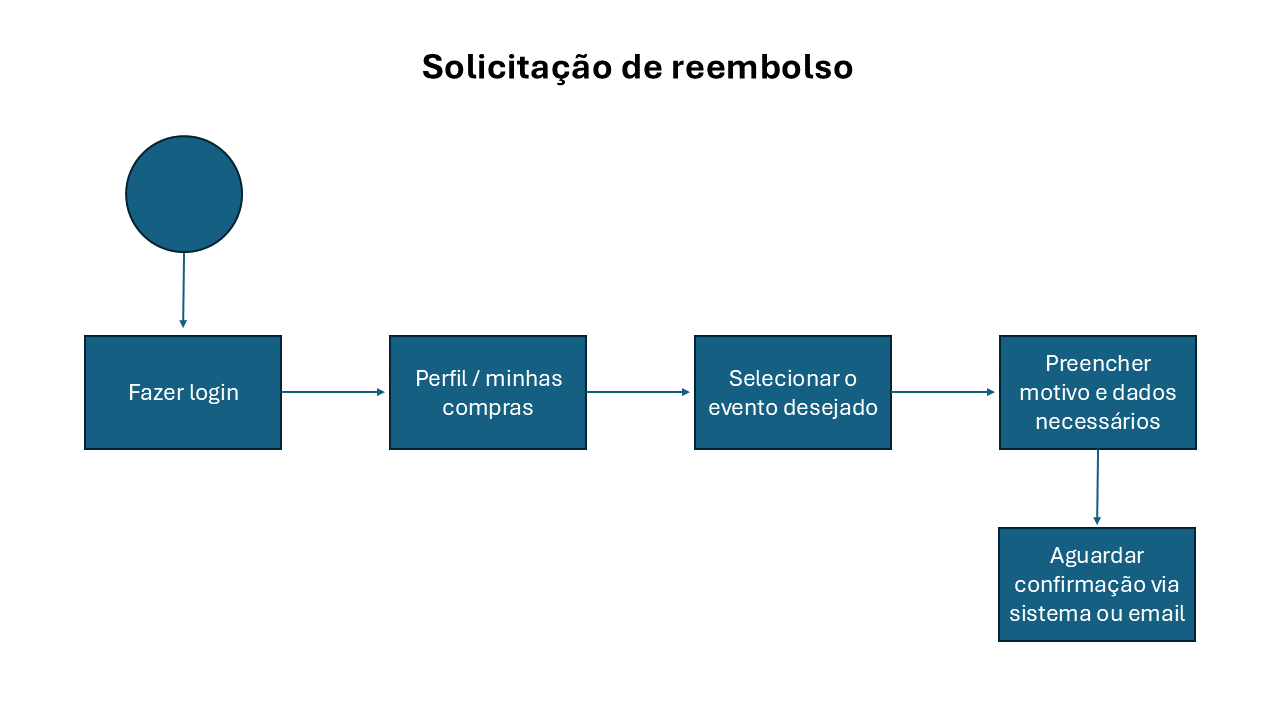 Solicitação de reembolso
Fazer login
Perfil / minhas
compras
Selecionar o
evento desejado
Preencher
motivo e dados
necessários
Aguardar
confirmação via
sistema ou email